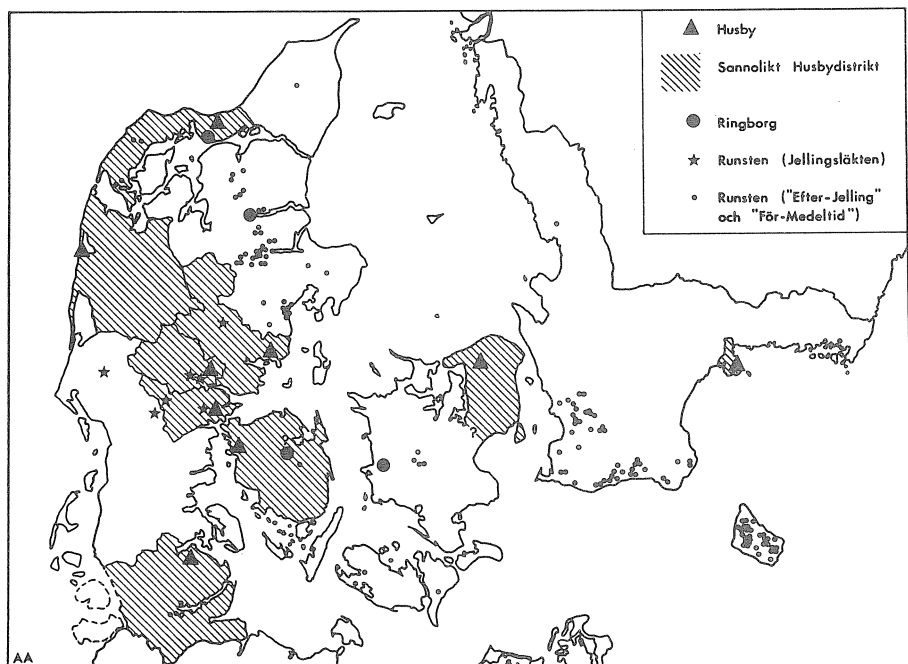 Husby
Sannolikt Husbydistrikt
Ringborg
Runsten (Jellingsläkten)
Runsten ("Efter-Jelling"
och "För-Medeltid")
AA